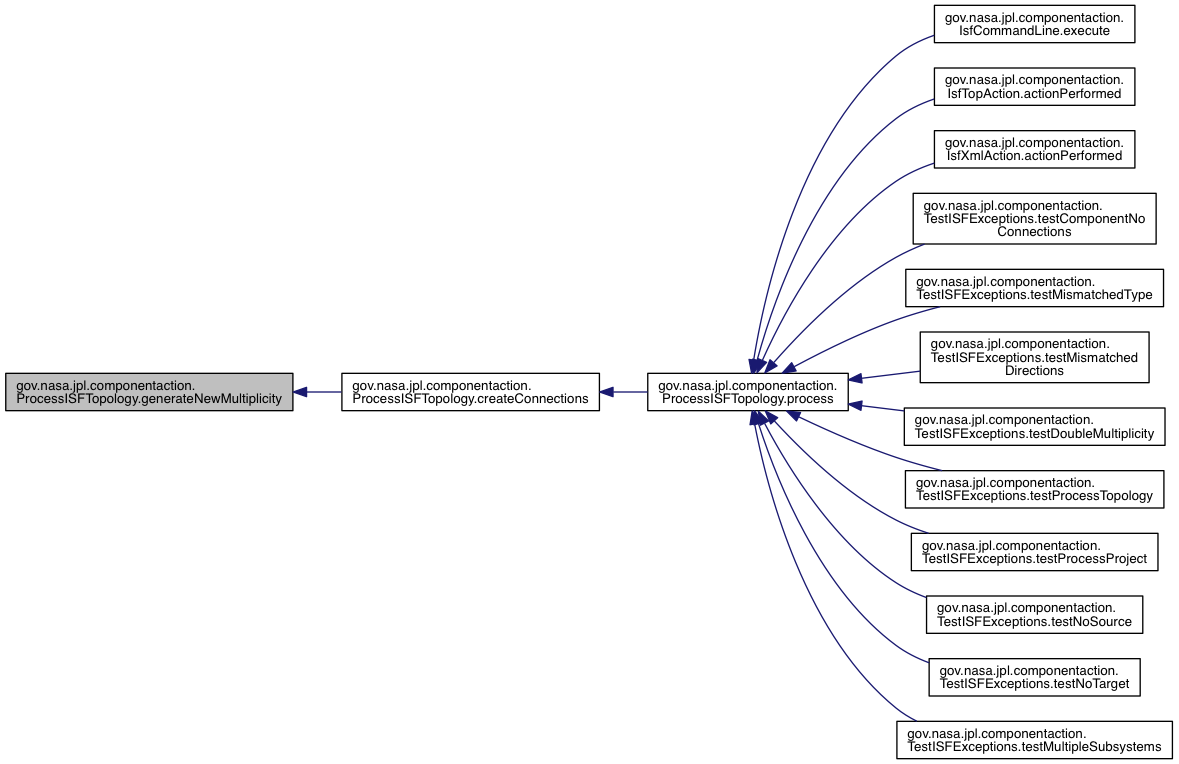 gov.nasa.jpl.componentaction.
IsfCommandLine.execute
gov.nasa.jpl.componentaction.
IsfTopAction.actionPerformed
gov.nasa.jpl.componentaction.
IsfXmlAction.actionPerformed
gov.nasa.jpl.componentaction.
TestISFExceptions.testComponentNo
Connections
gov.nasa.jpl.componentaction.
TestISFExceptions.testMismatchedType
gov.nasa.jpl.componentaction.
TestISFExceptions.testMismatched
Directions
gov.nasa.jpl.componentaction.
ProcessISFTopology.generateNewMultiplicity
gov.nasa.jpl.componentaction.
ProcessISFTopology.createConnections
gov.nasa.jpl.componentaction.
ProcessISFTopology.process
gov.nasa.jpl.componentaction.
TestISFExceptions.testDoubleMultiplicity
gov.nasa.jpl.componentaction.
TestISFExceptions.testProcessTopology
gov.nasa.jpl.componentaction.
TestISFExceptions.testProcessProject
gov.nasa.jpl.componentaction.
TestISFExceptions.testNoSource
gov.nasa.jpl.componentaction.
TestISFExceptions.testNoTarget
gov.nasa.jpl.componentaction.
TestISFExceptions.testMultipleSubsystems